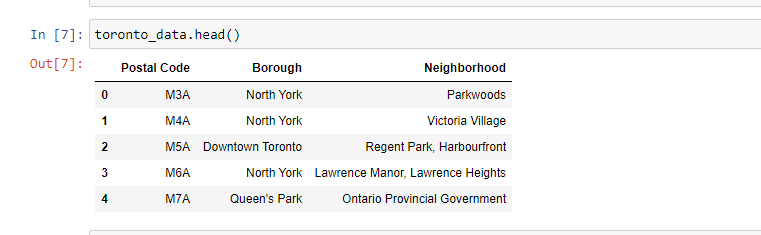 In [7]: toronto_data.head()
Out[7]:
Postal Code Borough Neighborhood
0 M3A North York Parkwoods
1 M4A North York Victoria Village
2 M5A Downtown Toronto Regent Park, Harbourfront
3 M6A North York Lawrence Manor, Lawrence Heights
4 M7A Queen's Park Ontario Provincial Government